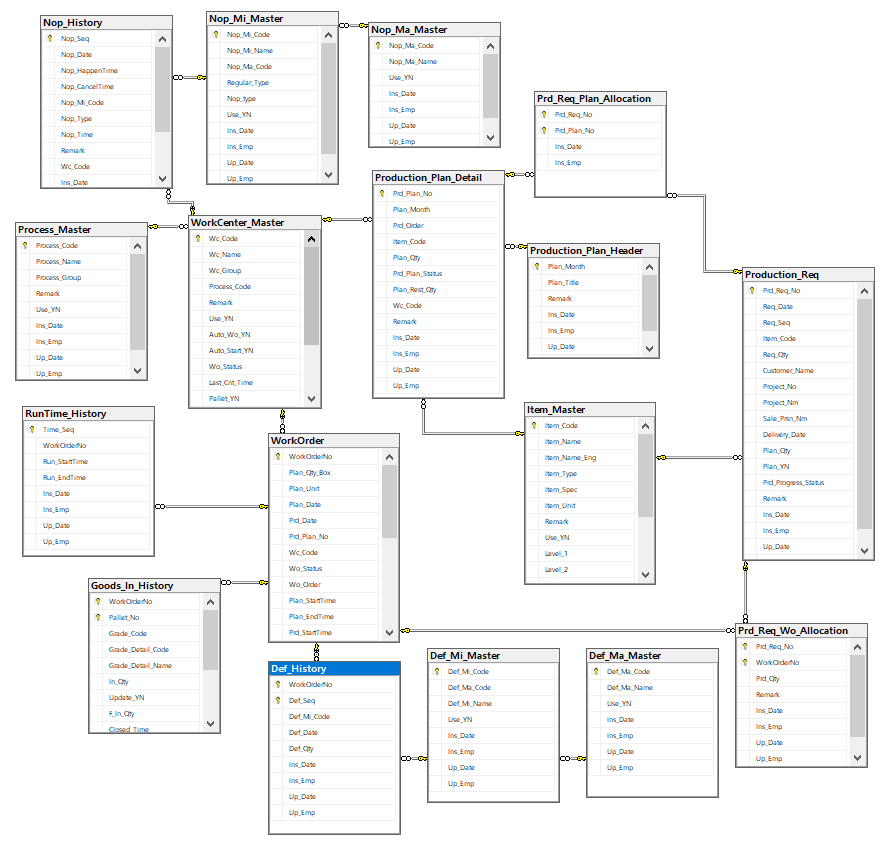 Nop_History
Nop_Seq
Nop_Date
Nop_HappenTime
Nop_CancelTime
Nop_Mi_Code
Nop_Type
Nop_Time
Remark
Wc_Code
Ins_Date
Nop_Mi_Master
Nop_Mi_Code
Nop_Mi_Name
Nop_Ma_Code
Regular_Type
Nop_type
Use_YN
Ins_Date
Ins_Emp
Up_Date
Up_Emp
Nop_Ma_Master
Nop_Ma_Code
Nop_Ma_Name
Use_YN
Ins_Date
Ins_Emp
Up_Date
Up_Emp
Prd_Req_Plan_Allocation
Prd_Req_No
Prd_Plan_No
Ins_Date
Ins_Emp
Process_Master
Process_Code
Process_Name
Process_Group
Remark
Use_YN
Ins_Date
Ins_Emp
Up_Date
Up_Emp
WorkCenter_Master
Wc_Code
Wc_Name
Wc_Group
Process_Code
Remark
Use_YN
Auto_Wo_YN
Auto_Start_YN
Wo_Status
Last_Cnt_Time
Pallet_YN
Production_Plan_Detail
Prd_Plan_No
Plan_Month
Prd_Order
Item_Code
Plan_Qty
Prd_Plan_Status
Plan_Rest_Qty
Wc_Code
Remark
Ins_Date
Ins_Emp
Up_Date
Up_Emp
Production_Plan_Header
Plan_Month
Plan_Title
Remark
Ins_Date
Ins_Emp
Up_Date
Production_Req
Prd_Req_No
Req_Date
Req_Seq
Item_Code
Req_Qty
Customer_Name
Project_No
Project_Nm
Sale_Prsn_Nm
Delivery_Date
Plan_Qty
Plan_YN
Prd_Progress_Status
Remark
Ins_Date
Ins_Emp
Up_Date
RunTime_History
Time_Seq
WorkOrderNo
Run_StartTime
Run_EndTime
Ins_Date
Ins_Emp
Up_Date
Up_Emp
WorkOrder
WorkOrderNo
Plan_Qty_Box
Plan_Unit
Plan_Date
Prd_Date
Prd_Plan_No
Wc_Code
Wo_Status
Wo_Order
Plan_StartTime
Plan_EndTime
Prd_StartTime
Item_Master
Item_Code
Item_Name
Item_Name_Eng
Item_Type
Item_Spec
Item_Unit
Remark
Use_YN
Level_1
Level_2
Goods_In_History
WorkOrderNo
Pallet_No
Grade_Code
Grade_Detail_Code
Grade_Detail_Name
In_Qty
Update_YN
F_In_Qty
Closed_Time
Def_History
WorkOrderNo
Def_Seq
Def_Mi_Code
Def_Date
Def_Qty
Ins_Date
Ins_Emp
Up_Date
Up_Emp
Def_Mi_Master
Def_Mi_Code
Def_Ma_Code
Def_Mi_Name
Use_YN
Ins_Date
Ins_Emp
Up_Date
Up_Emp
Def_Ma_Master
Def_Ma_Code
Def_Ma_Name
Use_YN
Ins_Date
Ins_Emp
Up_Date
Up_Emp
Prd_Req_Wo_Allocation
Prd_Req_No
WorkOrderNo
Prd_Qty
Remark
Ins_Date
Ins_Emp
Up_Date
Up_Emp